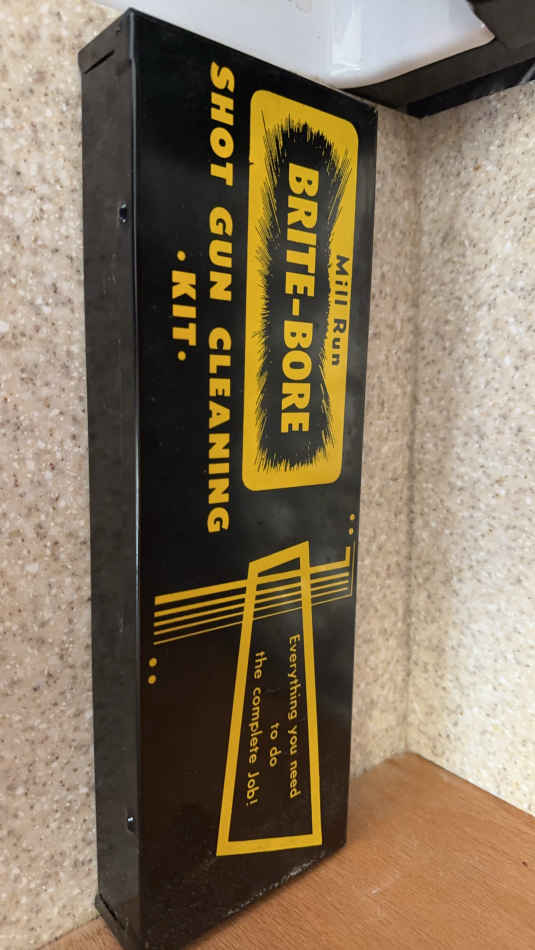 Mill Run
BRITE-BORE
SHOT GUN CLEANING
·KIT·
Everything you need
to do
the complete Job!